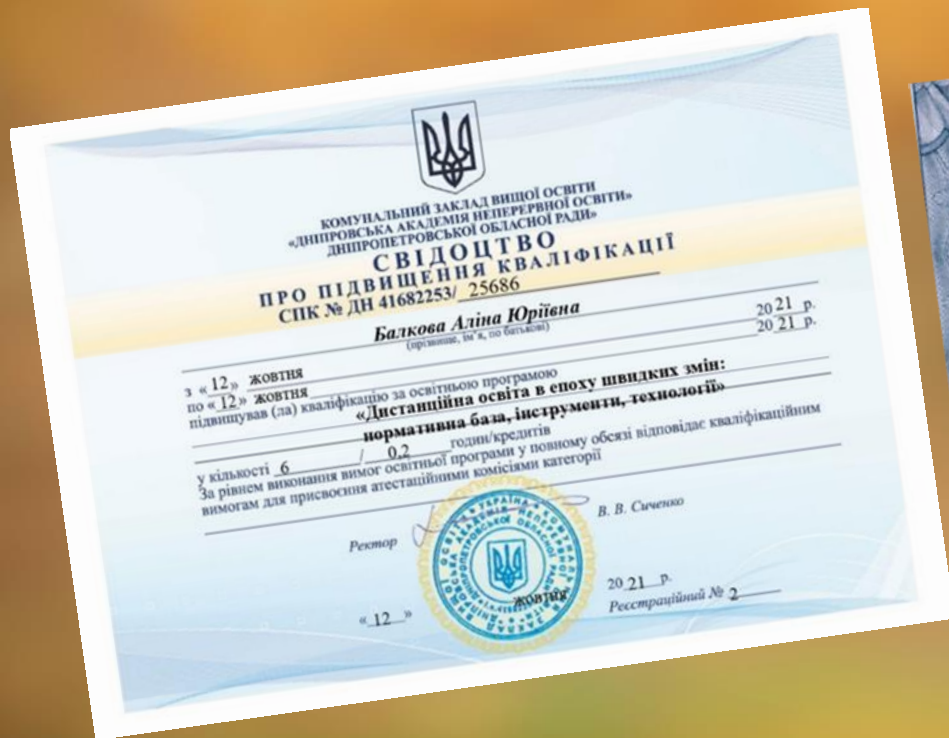 КОМУНАЛЬНИЙ ЗАКЛАД ВИЩОЇ ОСВІТИ
«ДНІПРОВСЬКА АКАДЕМІЯ НЕПЕРЕРВНОЇ ОСВІТИ»
ДНІПРОПЕТРОВСЬКОЇ ОБЛАСНОЇ РАДИ»
СВІДОЦТВО
ПРО ПІДВИЩЕННЯ КВАЛІФІКАЦІЇ
СПК № ДН 41682253/ 25686
Балкова Аліна Юріївна
(прізвище, ім'я, по батькові)
з «12» жовтня 2021 р.
по «12» жовтня 2021 р.
підвищував (ла) кваліфікацію за освітньою програмою
«Дистанційна освіта в епоху швидких змін:
нормативна база, інструменти, технології»
у кількості 6 / 0,2 годин/кредитів
За рівнем виконання вимог освітньої програми у повному обсязі відповідає кваліфікаційним
вимогам для присвоєння атестаційними комісіями категорії
Ректор В. В. Сиченко
«12» жовтня 2021 р.
Реєстраційний № 2